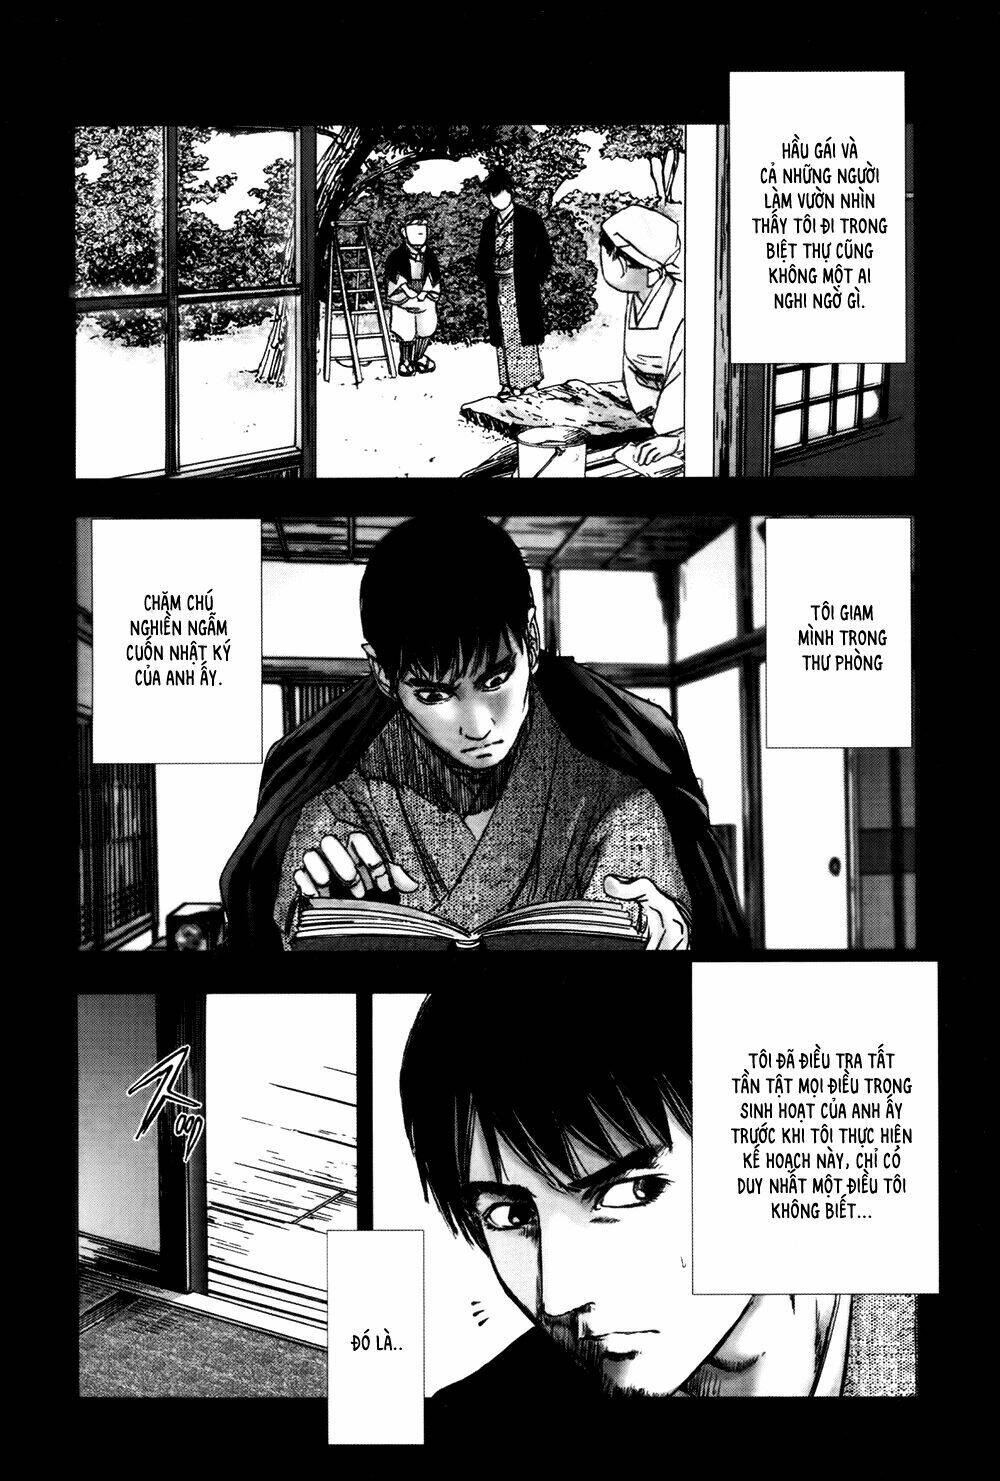 HẦU GÁI VÀ
CẢ NHỮNG NGƯỜI
LÀM VƯỜN NHÌN
THẤY TÔI ĐI TRONG
BIỆT THỰ CŨNG
KHÔNG MỘT AI
NGHI NGỜ GÌ.
TÔI GIAM
MÌNH TRONG
THƯ PHÒNG
CHĂM CHÚ
NGHIỀN NGẪM
CUỐN NHẬT KÝ
CỦA ANH ẤY.
TÔI ĐÃ ĐIỀU TRA TẤT
TẦN TẬT MỌI ĐIỀU TRONG
SINH HOẠT CỦA ANH ẤY
TRƯỚC KHI TÔI THỰC HIỆN
KẾ HOẠCH NÀY, CHỈ CÓ
DUY NHẤT MỘT ĐIỀU TÔI
KHÔNG BIẾT...
ĐÓ LÀ..